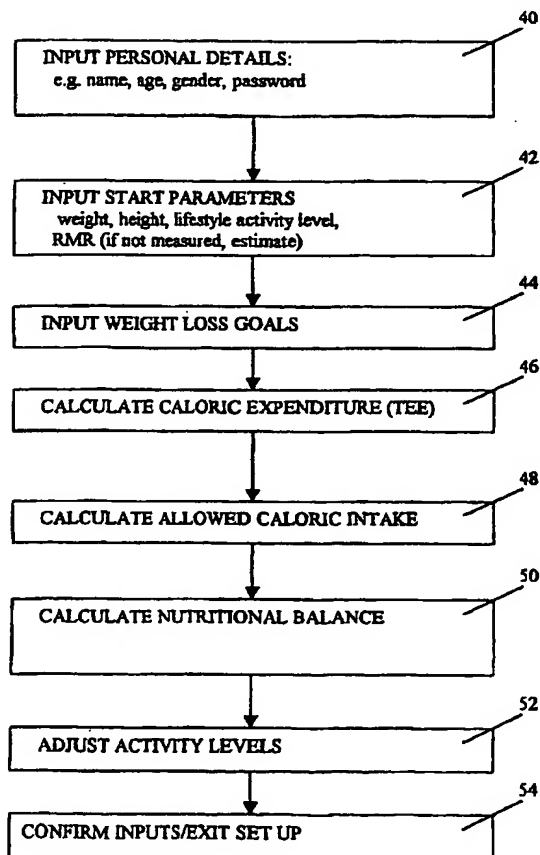 40
INPUT PERSONAL DETAILS:
e.g. name, age, gender, password
42
INPUT START PARAMETERS
weight, height, lifestyle activity level,
RMR (if not measured, estimate)
44
INPUT WEIGHT LOSS GOALS
46
CALCULATE CALORIC EXPENDITURE (TEE)
48
CALCULATE ALLOWED CALORIC INTAKE
50
CALCULATE NUTRITIONAL BALANCE
52
ADJUST ACTIVITY LEVELS
54
CONFIRM INPUTS/EXIT SET UP